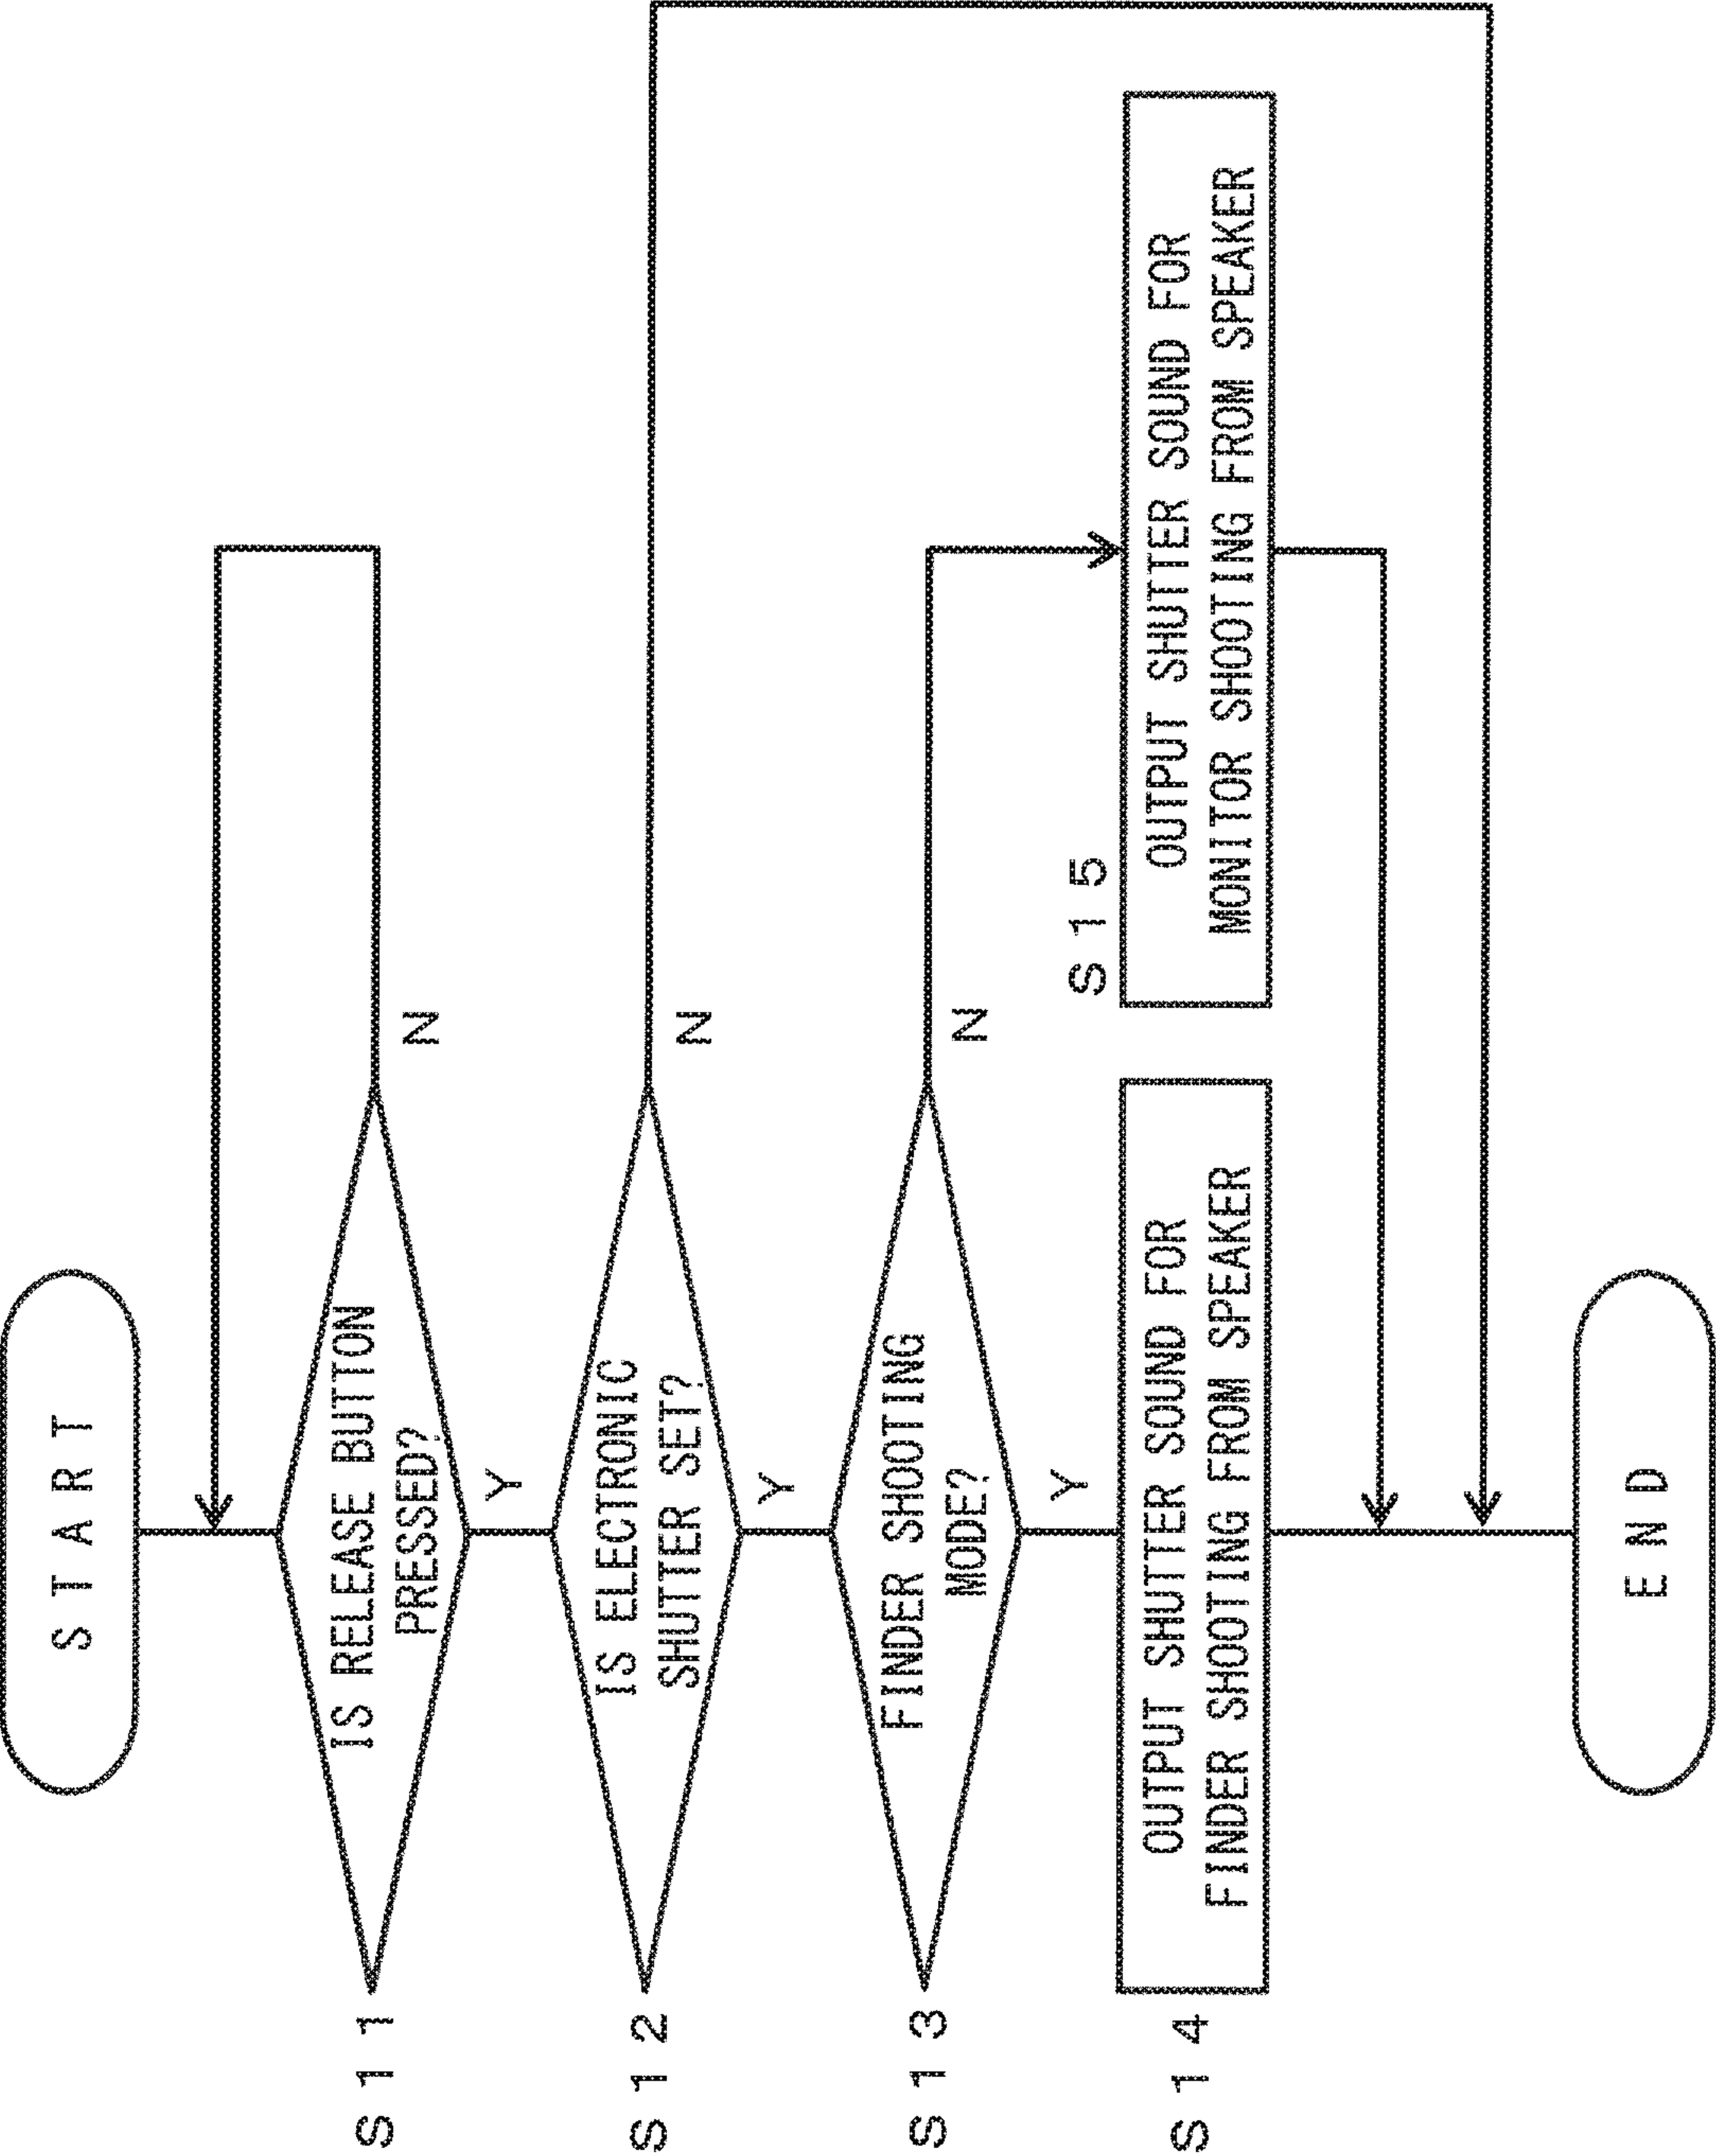 START
S11
IS RELEASE BUTTON
PRESSED?
N
Y
S12
IS ELECTRONIC
SHUTTER SET?
N
Y
S13
FINDER SHOOTING
MODE?
N
Y
S14
OUTPUT SHUTTER SOUND FOR
FINDER SHOOTING FROM SPEAKER
S15
OUTPUT SHUTTER SOUND FOR
MONITOR SHOOTING FROM SPEAKER
END